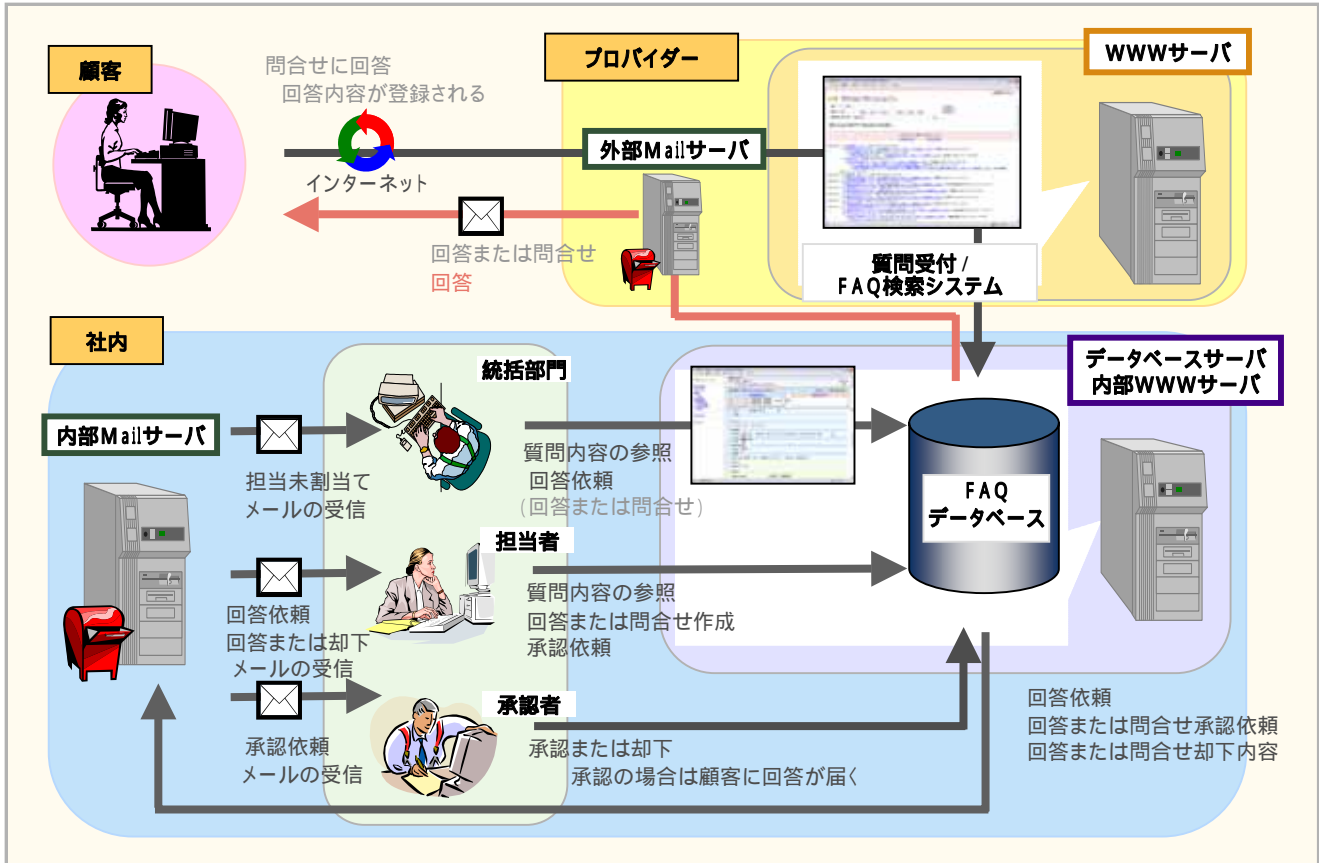 顧客
問合せに回答
回答内容が登録される
インターネット
プロバイダー
WWWサーバ
外部Mailサーバ
回答または問合せ
回答
質問受付 /
FAQ検索システム
社内
統括部門
データベースサーバ
内部WWWサーバ
内部Mailサーバ
担当未割当て
メールの受信
質問内容の参照
回答依頼
(回答または問合せ)
FAQ
データベース
担当者
回答依頼
回答または却下
メールの受信
質問内容の参照
回答または問合せ作成
承認依頼
承認者
承認依頼
メールの受信
承認または却下
承認の場合は顧客に回答が届く
回答依頼
回答または問合せ承認依頼
回答または問合せ却下内容